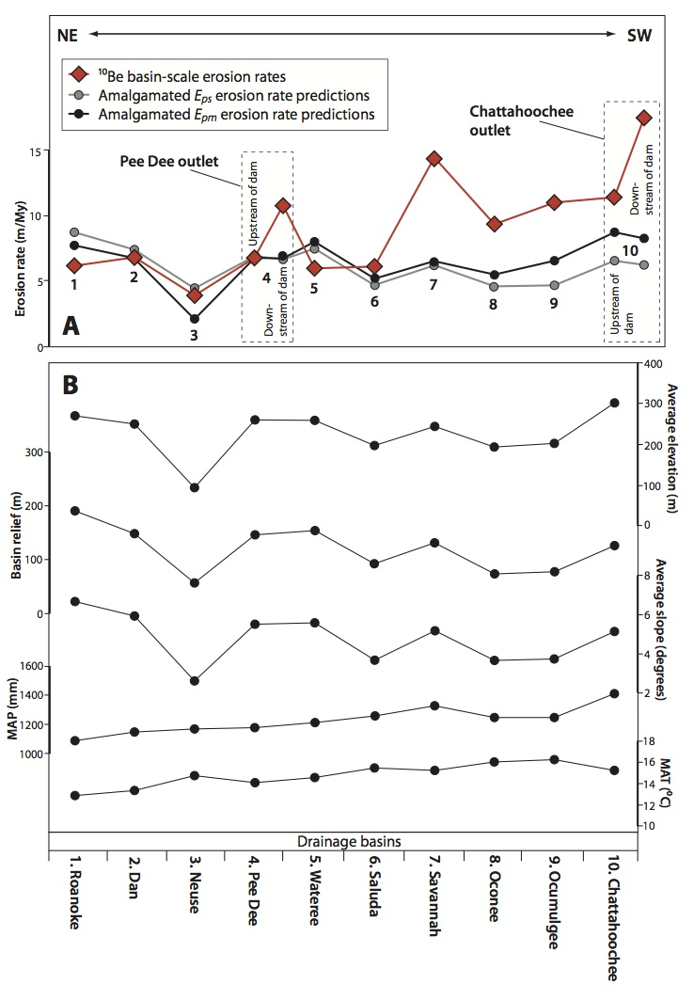 NE
SW
10Be basin-scale erosion rates
Amalgamated Eps erosion rate predictions
Amalgamated Epm erosion rate predictions
Chattahoochee
outlet
Pee Dee outlet
Upstream of dam
Down-
stream of dam
Down-
stream of dam
Upstream of
dam
Erosion rate (m/My)
15
10
5
0
1
2
3
4
5
6
7
8
9
10
A
B
400
300
200
100
0
Average elevation (m)
300
200
100
0
Basin relief (m)
8
6
4
2
Average slope (degrees)
1600
1400
1200
1000
MAP (mm)
18
16
14
12
10
MAT (°C)
Drainage basins
1. Roanoke
2. Dan
3. Neuse
4. Pee Dee
5. Wateree
6. Saluda
7. Savannah
8. Oconee
9. Ocumulgee
10. Chattahoochee